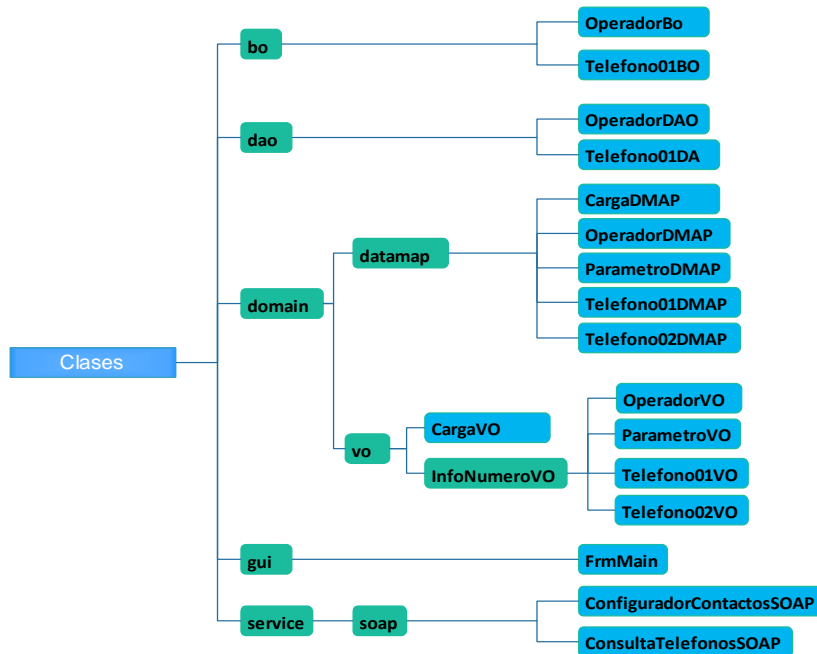 Clases
bo
OperadorBo
Telefono01BO
dao
OperadorDAO
Telefono01DA
domain
datamap
CargaDMAP
OperadorDMAP
ParametroDMAP
Telefono01DMAP
Telefono02DMAP
vo
CargaVO
InfoNumeroVO
OperadorVO
ParametroVO
Telefono01VO
Telefono02VO
gui
FrmMain
service
soap
ConfiguradorContactosSOAP
ConsultaTelefonosSOAP